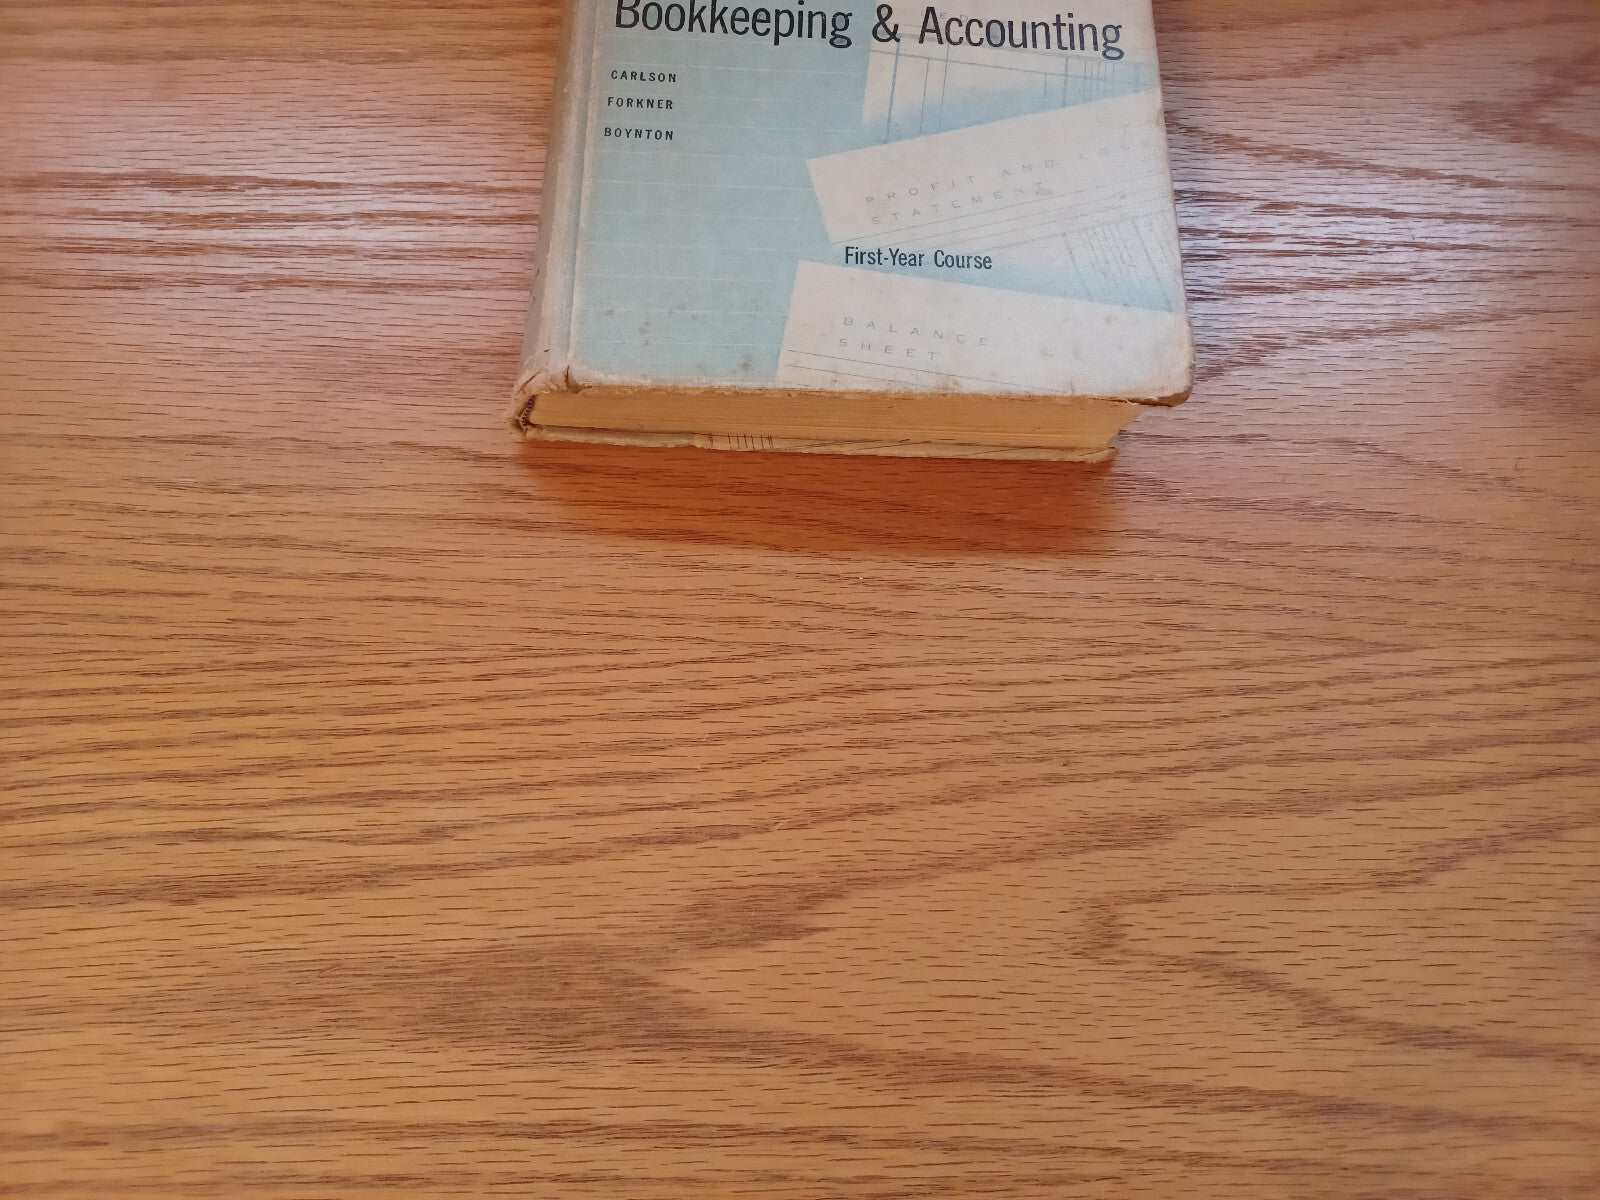 Bookkeeping & Accounting
CARLSON
FORKNER
BOYNTON
PROFIT AND LOSS
STATEMENT
First-Year Course
BALANCE
SHEET